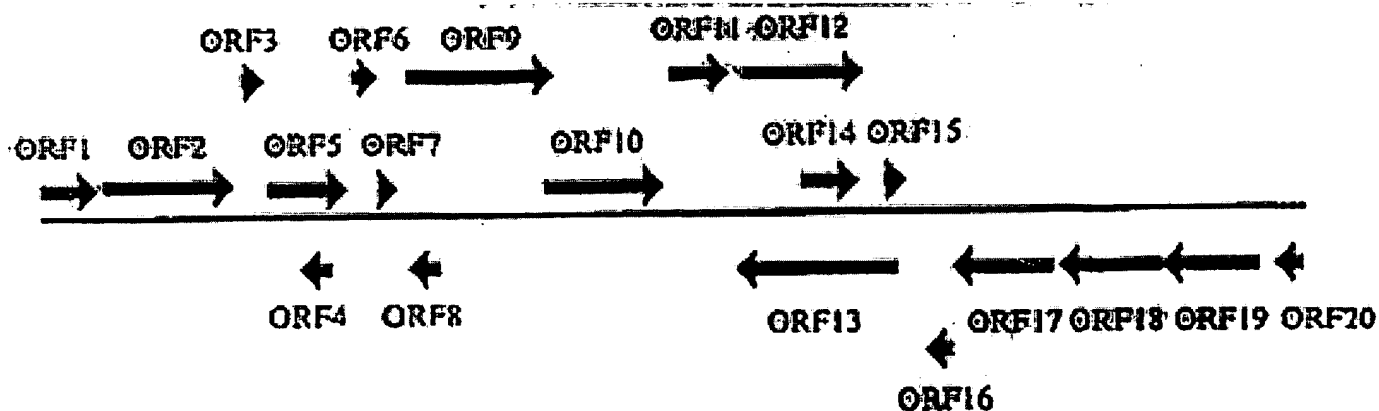 ORF11 ORF12
ORF3 ORF6 ORF9
ORF14 ORF15
ORF1 ORF2 ORF5 ORF7 ORF10
ORF4 ORF8 ORF13 ORF17 ORF18 ORF19 ORF20
ORF16